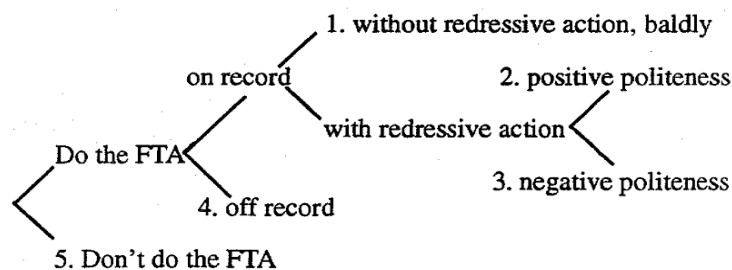 1. without redressive action, baldly
on record
2. positive politeness
with redressive action
Do the FTA
3. negative politeness
4. off record
5. Don't do the FTA